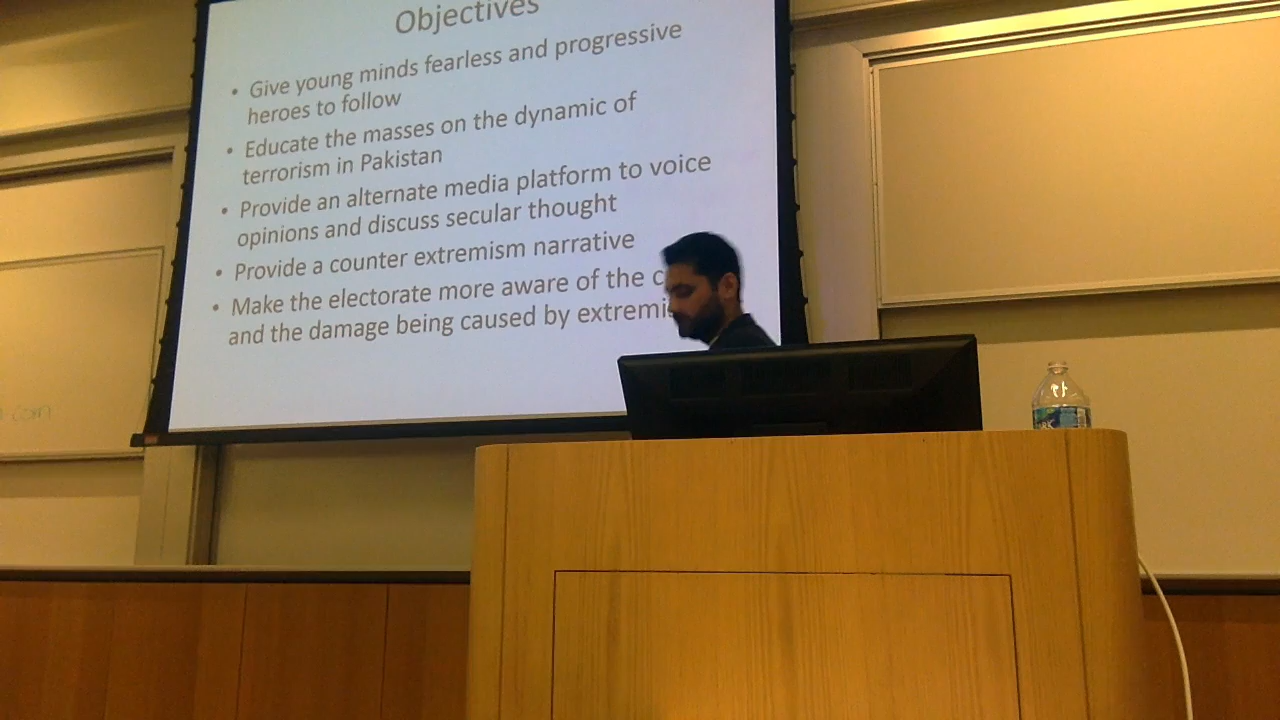 Objectives
• Give young minds fearless and progressive
heroes to follow
• Educate the masses on the dynamic of
terrorism in Pakistan
• Provide an alternate media platform to voice
opinions and discuss secular thought
• Provide a counter extremism narrative
• Make the electorate more aware of the
and the damage being caused by